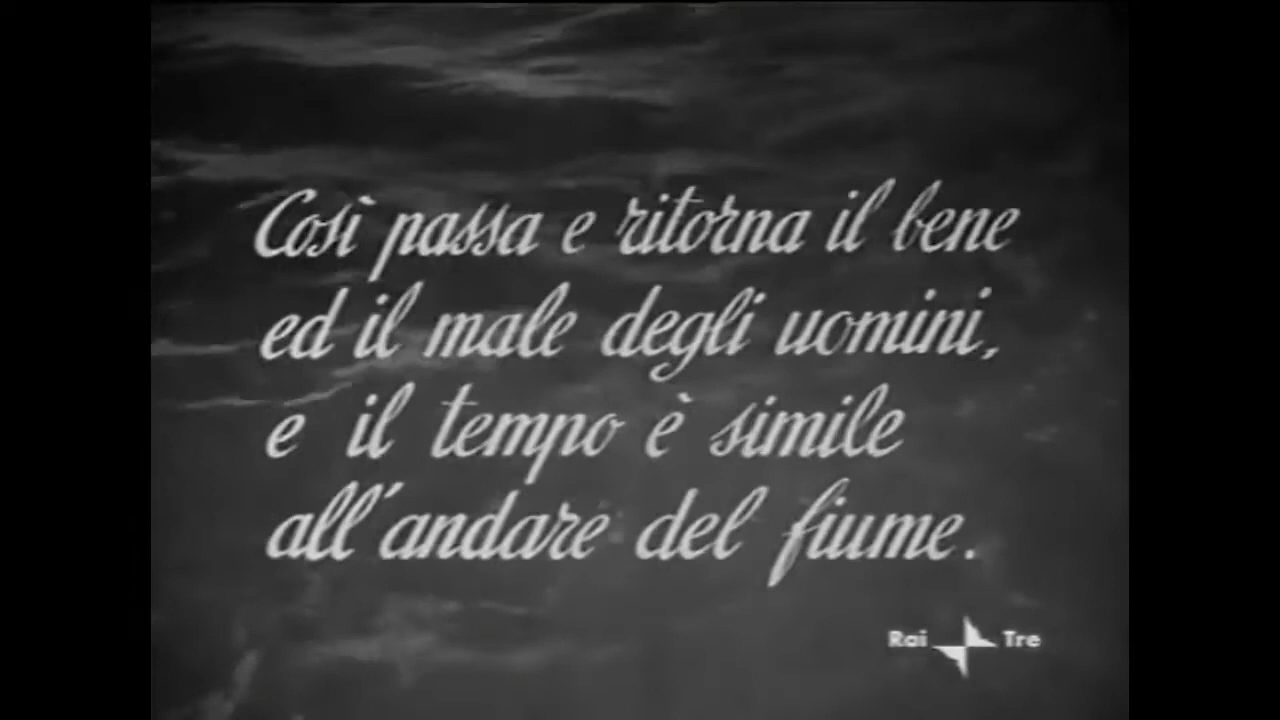 Così passa e ritorna il bene
ed il male degli uomini,
e il tempo è simile
all'andare del fiume.
Rai Tre